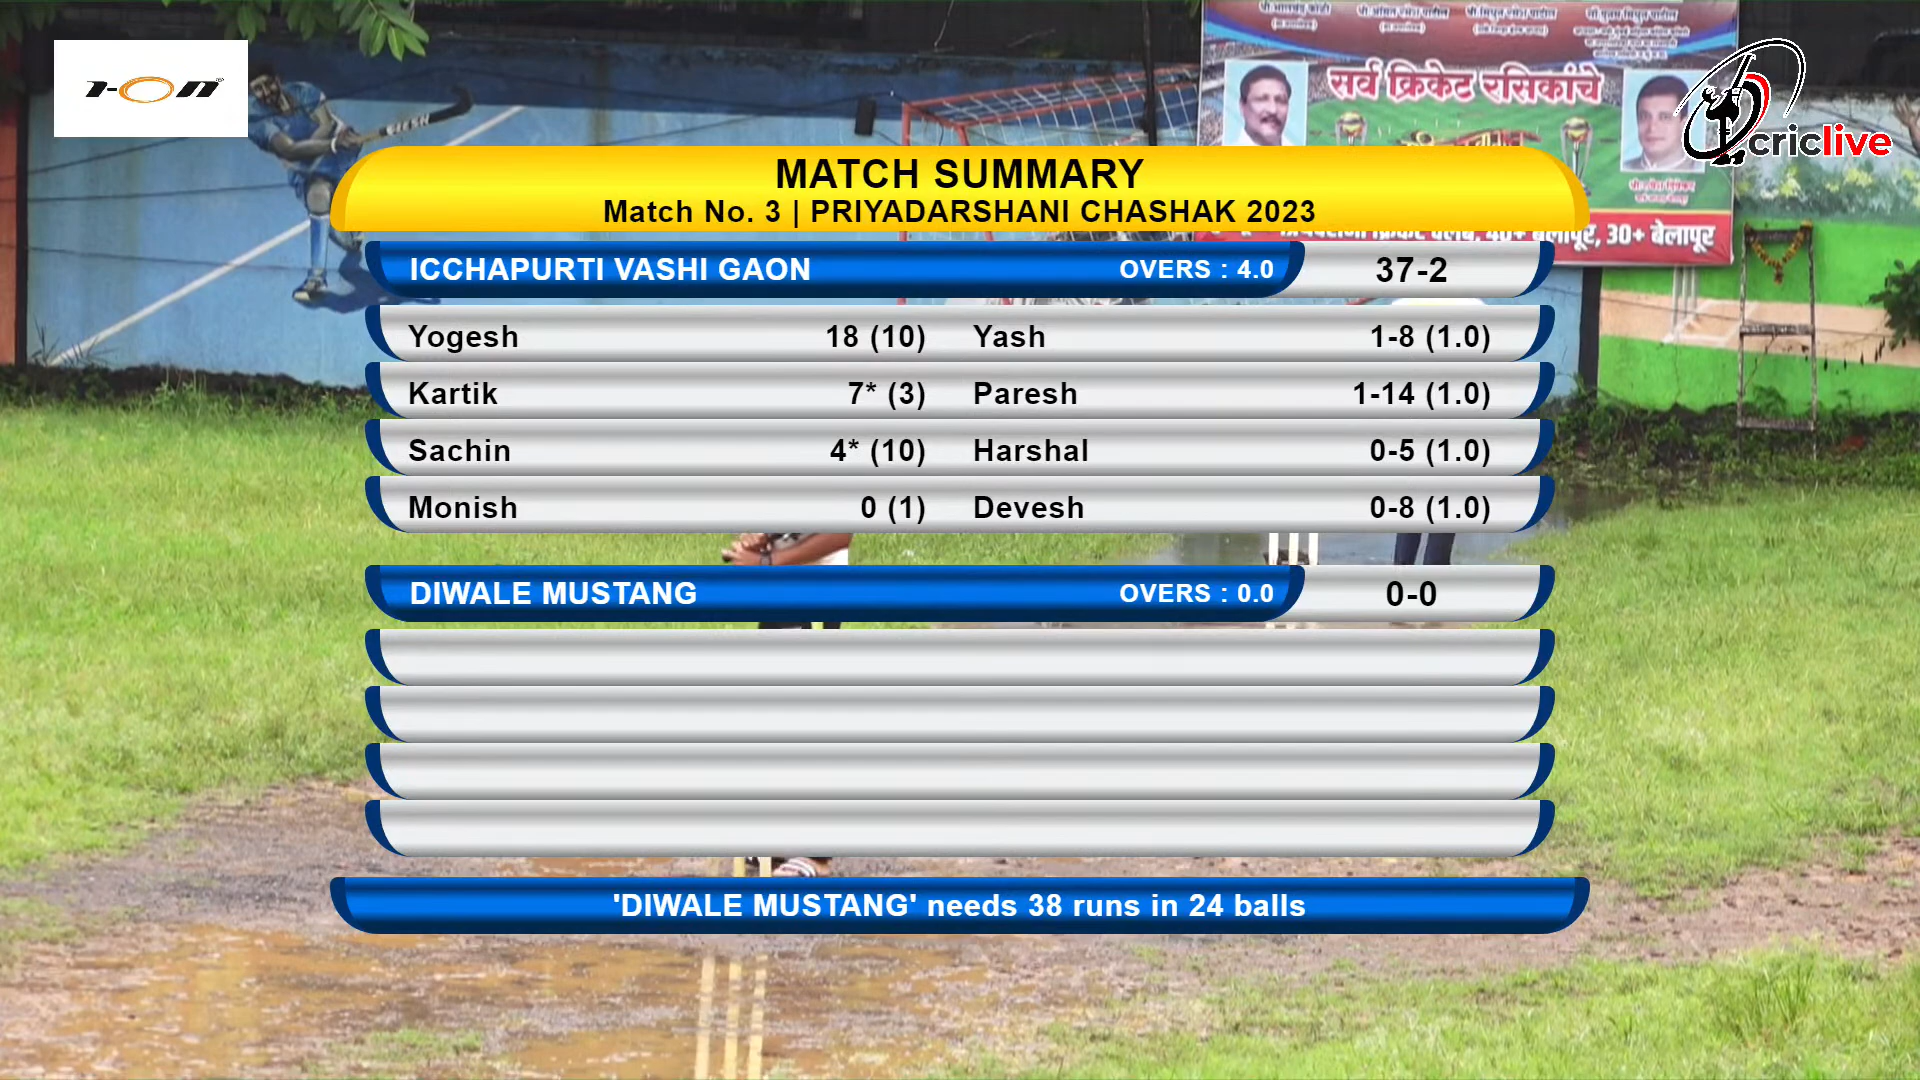 1-On
सर्व क्रिकेट रसिकांचे
criclive
MATCH SUMMARY
Match No. 3 | PRIYADARSHANI CHASHAK 2023
बेलापूर, 30+ बेलापूर
ICCHAPURTI VASHI GAON OVERS : 4.0 37-2
Yogesh 18 (10) Yash 1-8 (1.0)
Kartik 7* (3) Paresh 1-14 (1.0)
Sachin 4* (10) Harshal 0-5 (1.0)
Monish 0 (1) Devesh 0-8 (1.0)
DIWALE MUSTANG OVERS : 0.0 0-0
'DIWALE MUSTANG' needs 38 runs in 24 balls